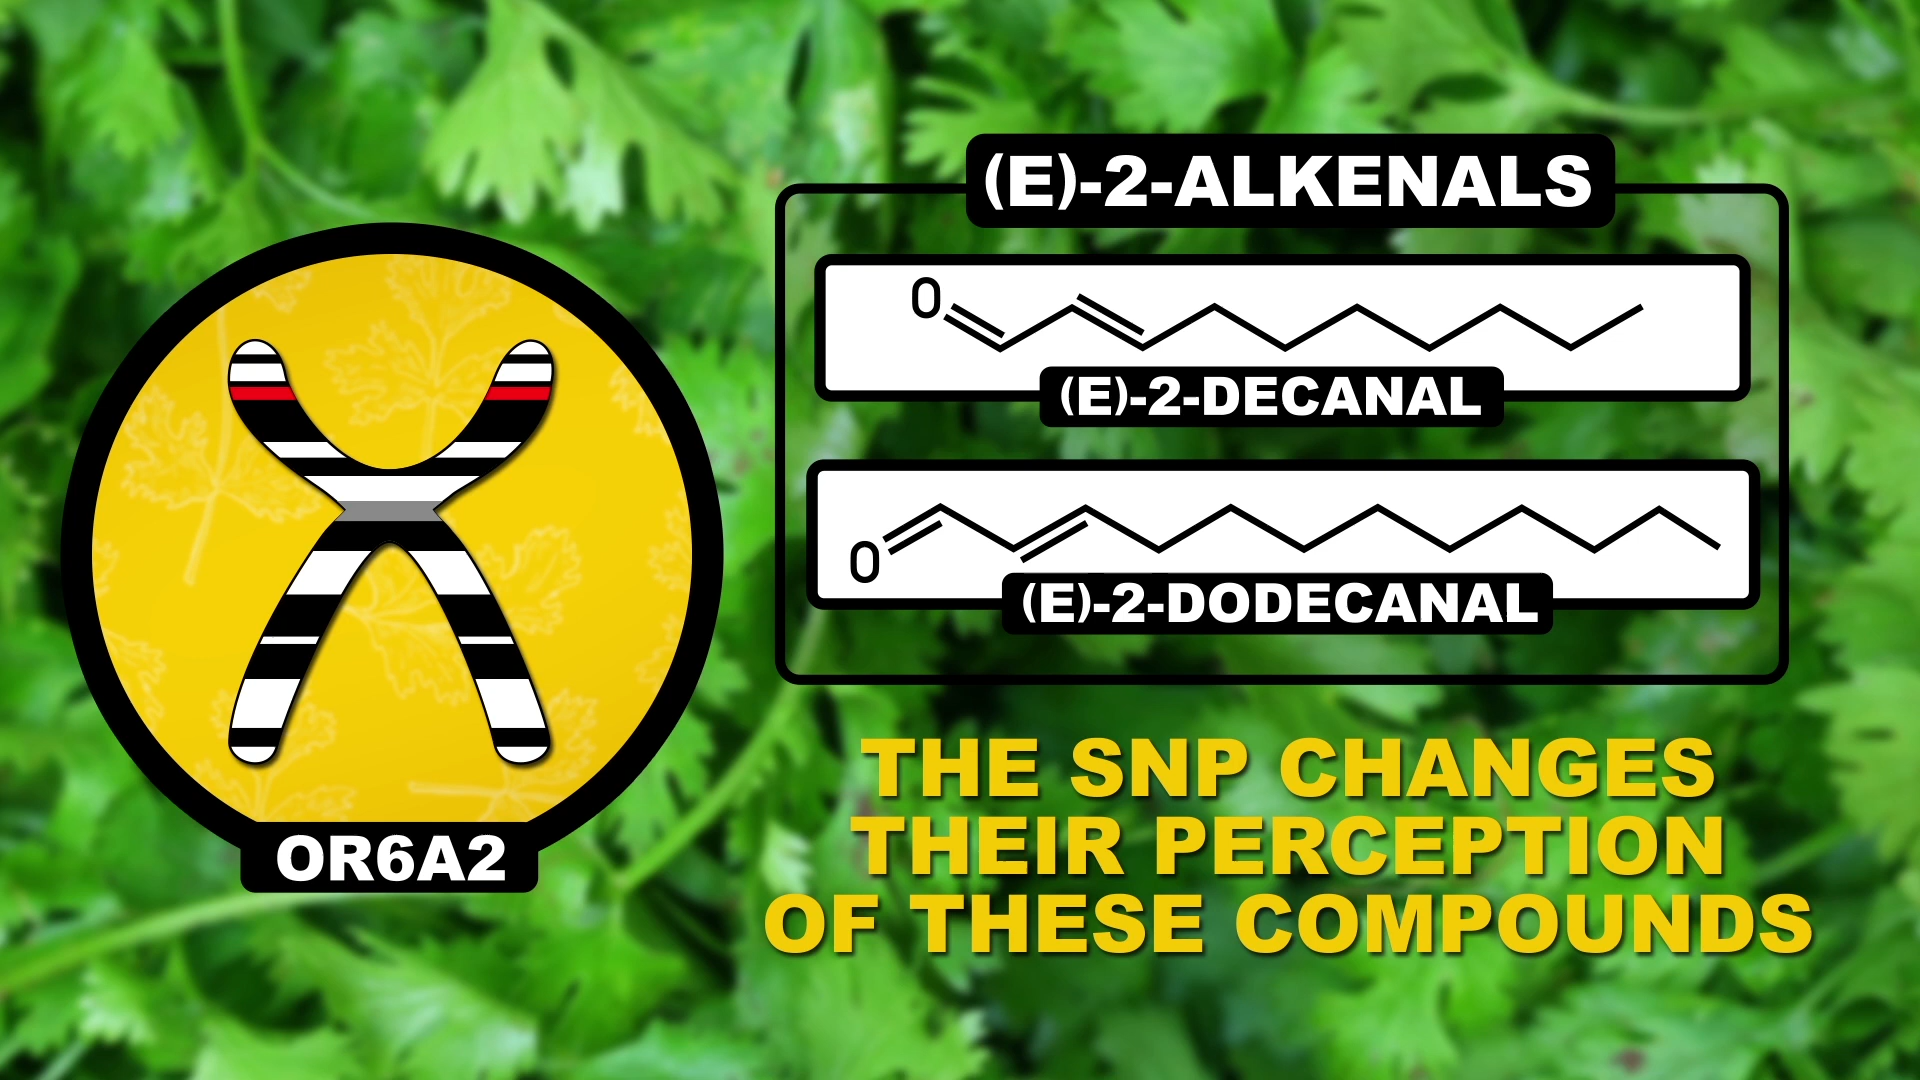 (E)-2-ALKENALS
O
(E)-2-DECANAL
O
(E)-2-DODECANAL
OR6A2
THE SNP CHANGES
THEIR PERCEPTION
OF THESE COMPOUNDS